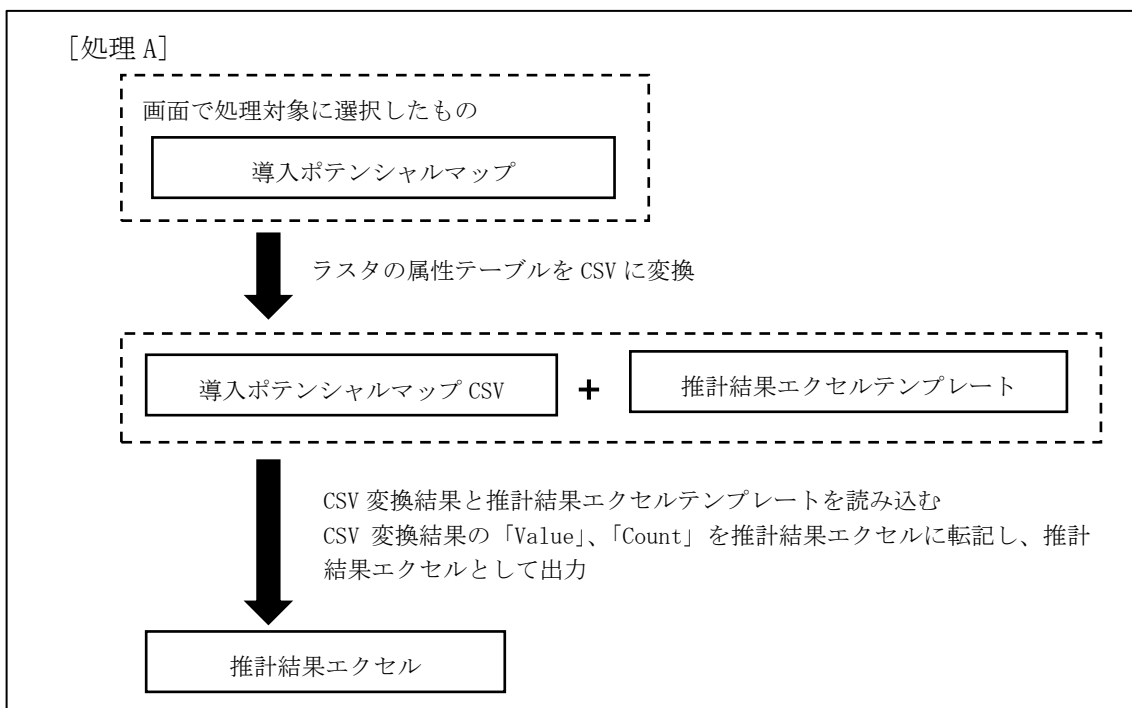 [処理 A]
画面で処理対象に選択したもの
導入ポテンシャルマップ
ラスタの属性テーブルを CSV に変換
導入ポテンシャルマップ CSV + 推計結果エクセルテンプレート
CSV 変換結果と推計結果エクセルテンプレートを読み込む
CSV 変換結果の「Value」、「Count」を推計結果エクセルに転記し、推計
結果エクセルとして出力
推計結果エクセル